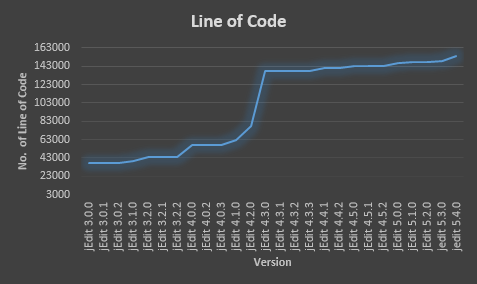 Line of Code
No. of Line of Code
163000
143000
123000
103000
83000
63000
43000
23000
3000
jEdit 3.0.0
jEdit 3.0.1
jEdit 3.0.2
jEdit 3.1.0
jEdit 3.2.0
jEdit 3.2.1
jEdit 3.2.2
jEdit 4.0.0
jEdit 4.0.2
jEdit 4.0.3
jEdit 4.1.0
jEdit 4.2.0
jEdit 4.3.0
jEdit 4.3.1
jEdit 4.3.2
jEdit 4.3.3
jEdit 4.4.1
jEdit 4.4.2
jEdit 4.5.0
jEdit 4.5.1
jEdit 4.5.2
jEdit 5.0.0
jEdit 5.1.0
jEdit 5.2.0
jEdit 5.3.0
jedit 5.4.0
Version